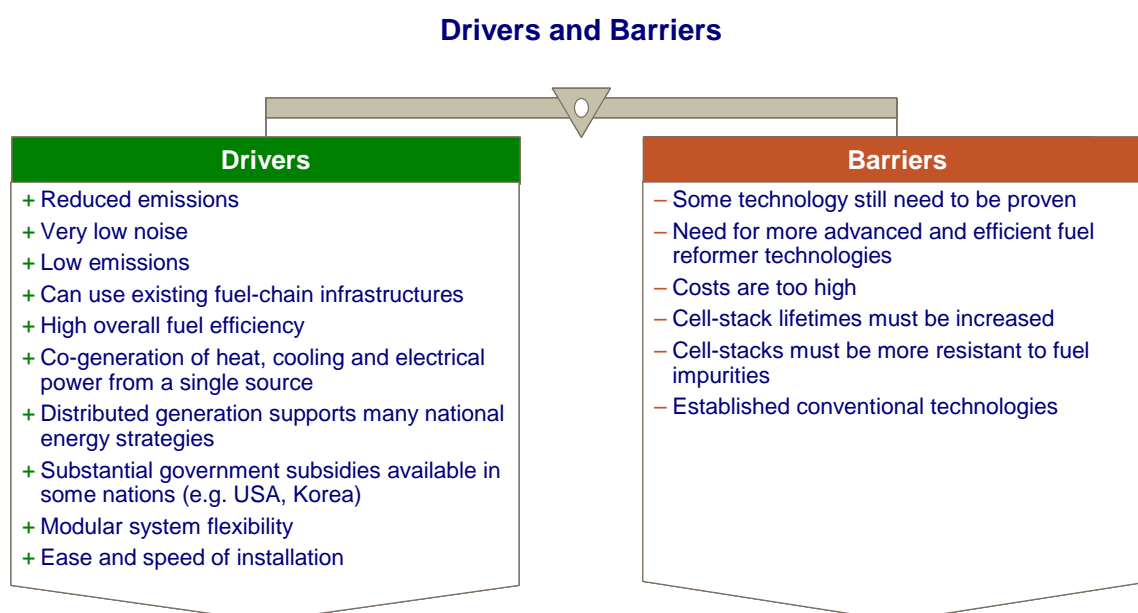 Drivers and Barriers
Drivers
+ Reduced emissions
+ Very low noise
+ Low emissions
+ Can use existing fuel-chain infrastructures
+ High overall fuel efficiency
+ Co-generation of heat, cooling and electrical
power from a single source
+ Distributed generation supports many national
energy strategies
+ Substantial government subsidies available in
some nations (e.g. USA, Korea)
+ Modular system flexibility
+ Ease and speed of installation
Barriers
– Some technology still need to be proven
– Need for more advanced and efficient fuel
reformer technologies
– Costs are too high
– Cell-stack lifetimes must be increased
– Cell-stacks must be more resistant to fuel
impurities
– Established conventional technologies